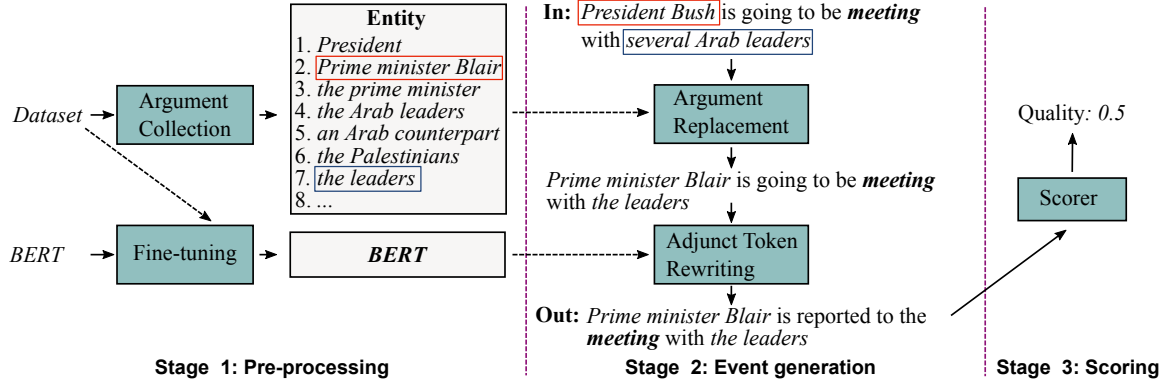 Dataset
Argument
Collection
Entity
1. President
2. Prime minister Blair
3. the prime minister
4. the Arab leaders
5. an Arab counterpart
6. the Palestinians
7. the leaders
8. ...
BERT
Fine-tuning
BERT
Stage 1: Pre-processing
In: President Bush is going to be meeting
with several Arab leaders
Argument
Replacement
Prime minister Blair is going to be meeting
with the leaders
Adjunct Token
Rewriting
Out: Prime minister Blair is reported to the
meeting with the leaders
Stage 2: Event generation
Quality: 0.5
Scorer
Stage 3: Scoring